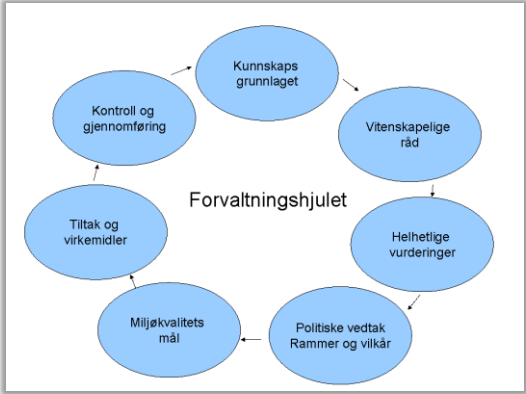 Kunnskaps
grunnlaget
Vitenskapelige
råd
Helhetlige
vurderinger
Politiske vedtak
Rammer og vilkår
Miljøkvalitets
mål
Tiltak og
virkemidler
Kontroll og
gjennomføring
Forvaltningshjulet